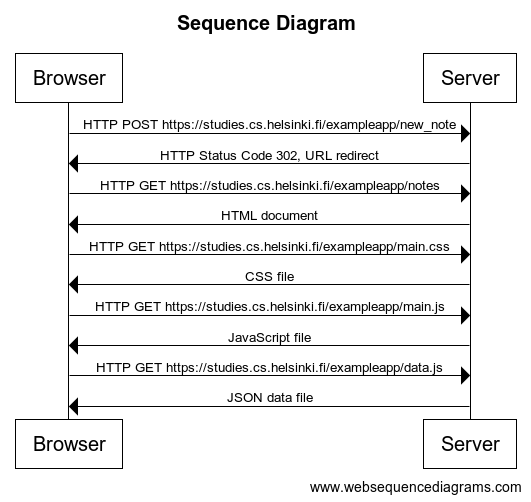 Sequence Diagram
Browser
Server
HTTP POST https://studies.cs.helsinki.fi/exampleapp/new_note
HTTP Status Code 302, URL redirect
HTTP GET https://studies.cs.helsinki.fi/exampleapp/notes
HTML document
HTTP GET https://studies.cs.helsinki.fi/exampleapp/main.css
CSS file
HTTP GET https://studies.cs.helsinki.fi/exampleapp/main.js
JavaScript file
HTTP GET https://studies.cs.helsinki.fi/exampleapp/data.js
JSON data file
Browser
Server
www.websequencediagrams.com